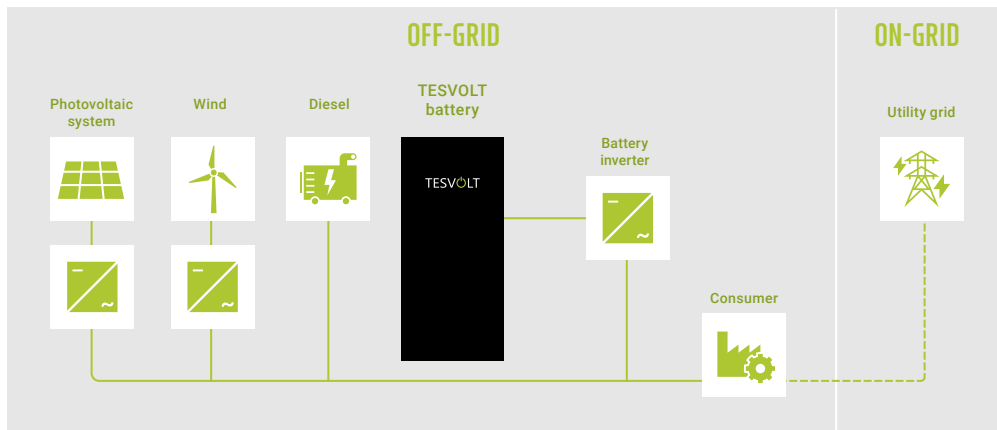 OFF-GRID
ON-GRID
Photovoltaic
system
Wind
Diesel
TESVOLT
battery
Battery
inverter
Utility grid
TESVOLT
Consumer